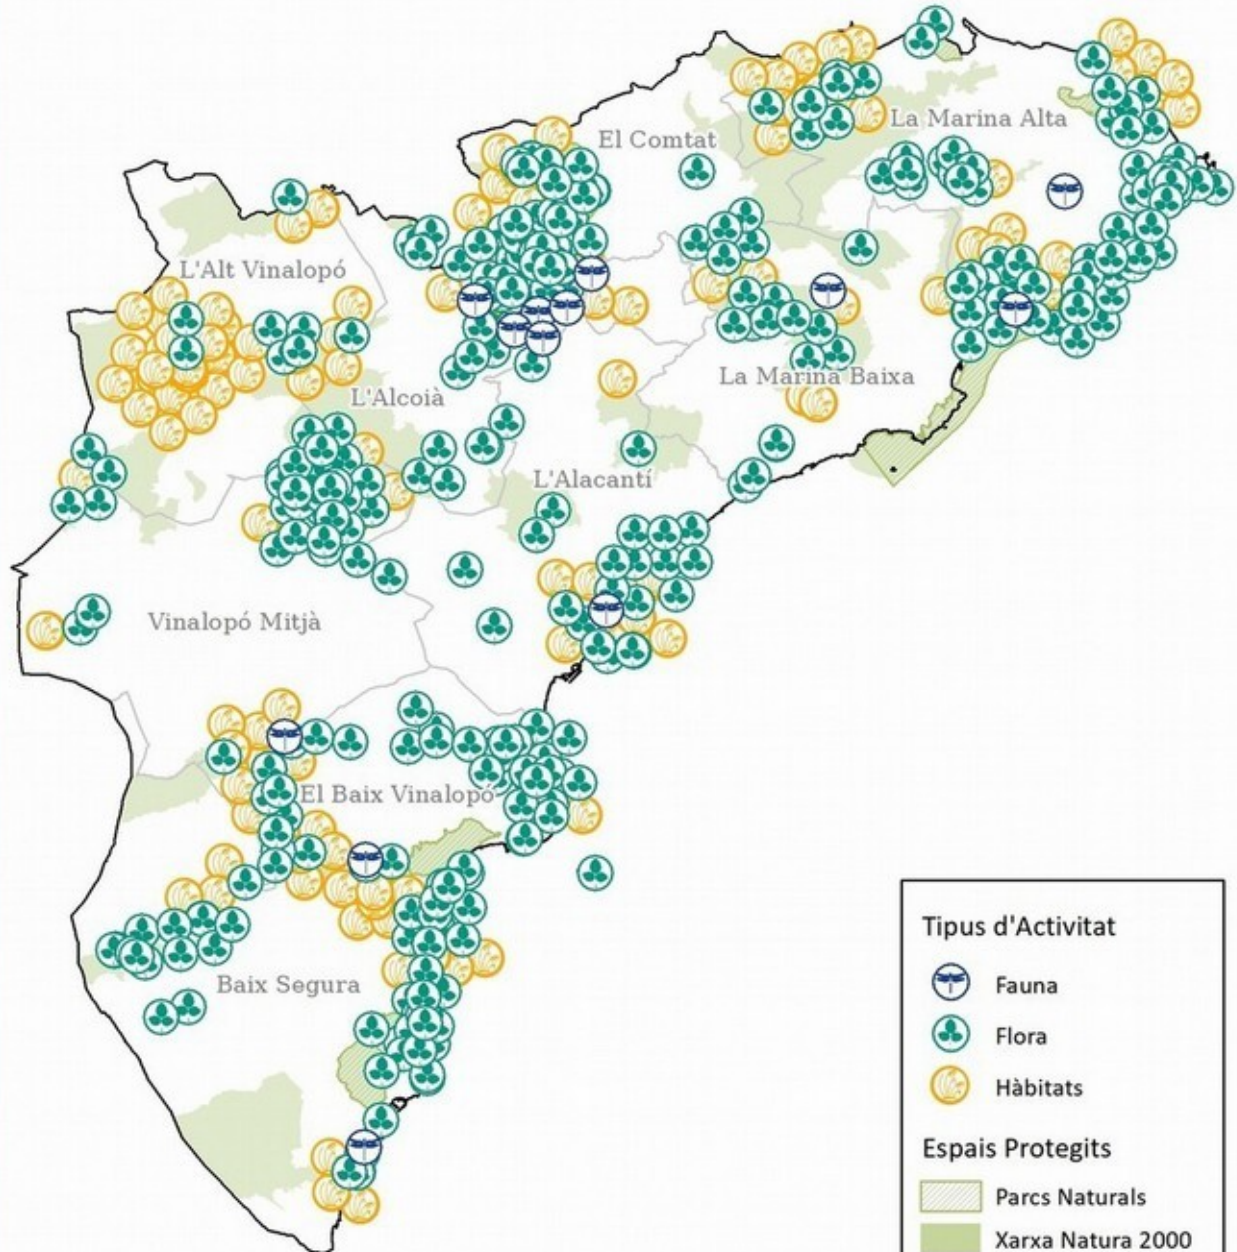 El Comtat
La Marina Alta
L'Alt Vinalopó
L'Alcoià
La Marina Baixa
L'Alacantí
Vinalopó Mitjà
El Baix Vinalopó
Baix Segura
Tipus d'Activitat
Fauna
Flora
Hàbitats
Espais Protegits
Parcs Naturals
Xarxa Natura 2000